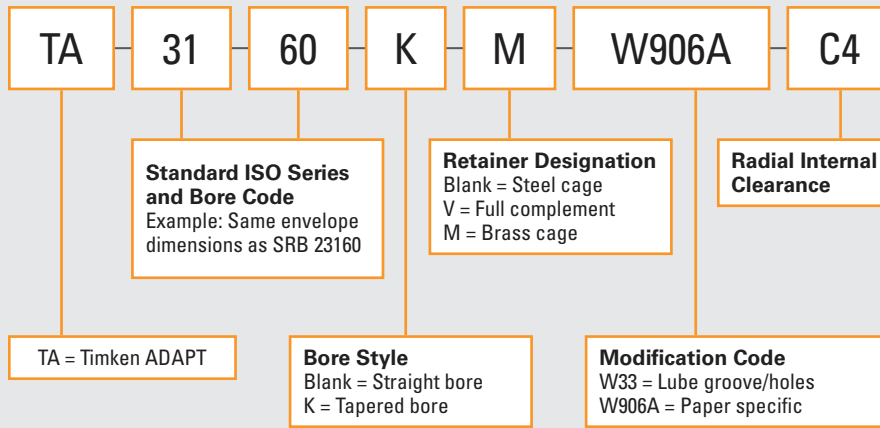 TA
31
60
K
M
W906A
C4
Standard ISO Series
and Bore Code
Example: Same envelope
dimensions as SRB 23160
Retainer Designation
Blank = Steel cage
V = Full complement
M = Brass cage
Radial Internal
Clearance
TA = Timken ADAPT
Bore Style
Blank = Straight bore
K = Tapered bore
Modification Code
W33 = Lube groove/holes
W906A = Paper specific